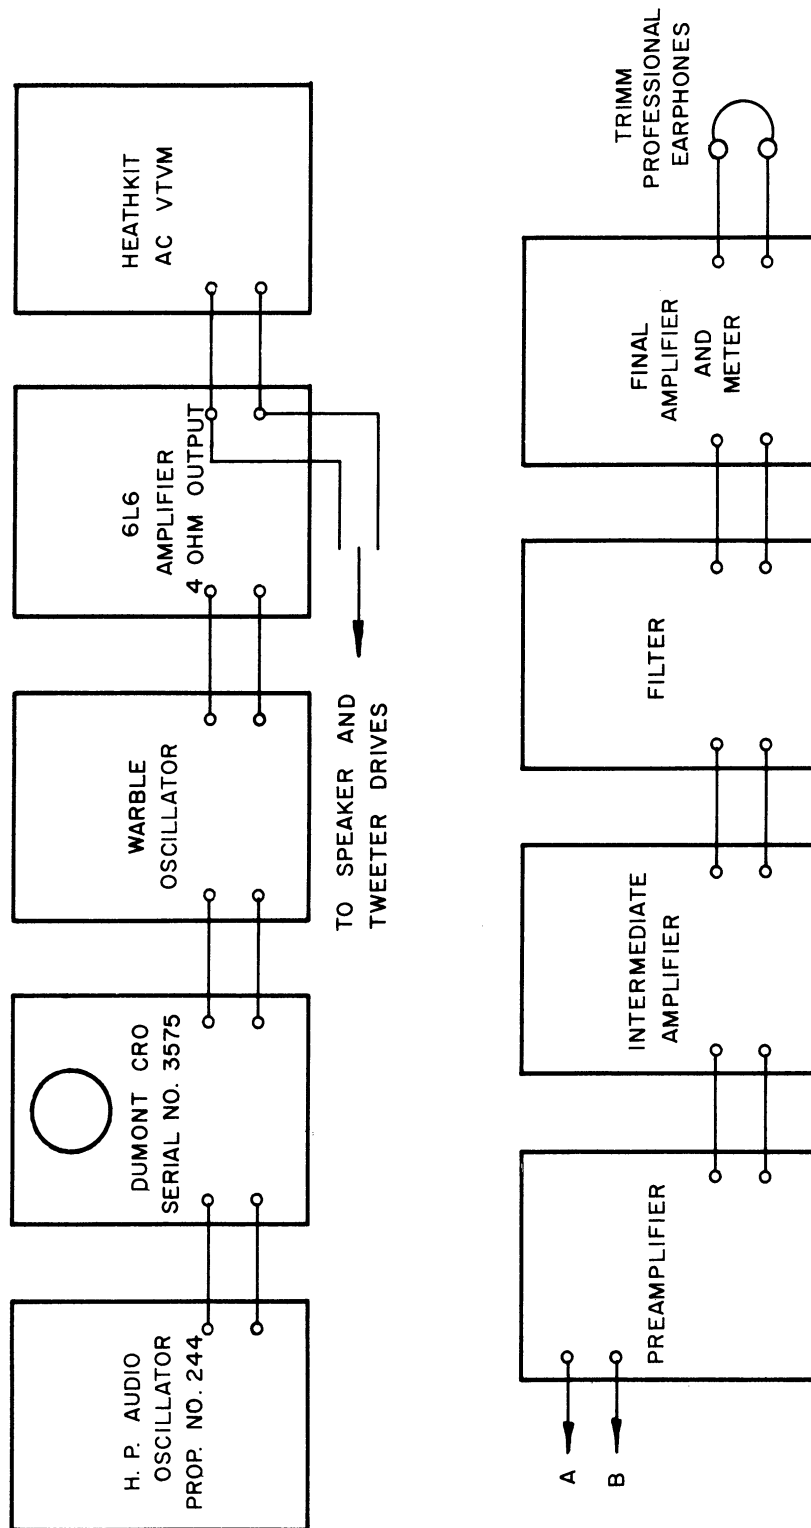 H. P. AUDIO
OSCILLATOR
PROP. NO. 244
DUMONT CRO
SERIAL NO. 3575
WARBLE
OSCILLATOR
6L6
AMPLIFIER
4 OHM OUTPUT
HEATHKIT
AC VTVM
TO SPEAKER AND
TWEETER DRIVES
A
B
PREAMPLIFIER
INTERMEDIATE
AMPLIFIER
FILTER
FINAL
AMPLIFIER
AND
METER
TRIMM
PROFESSIONAL
EARPHONES